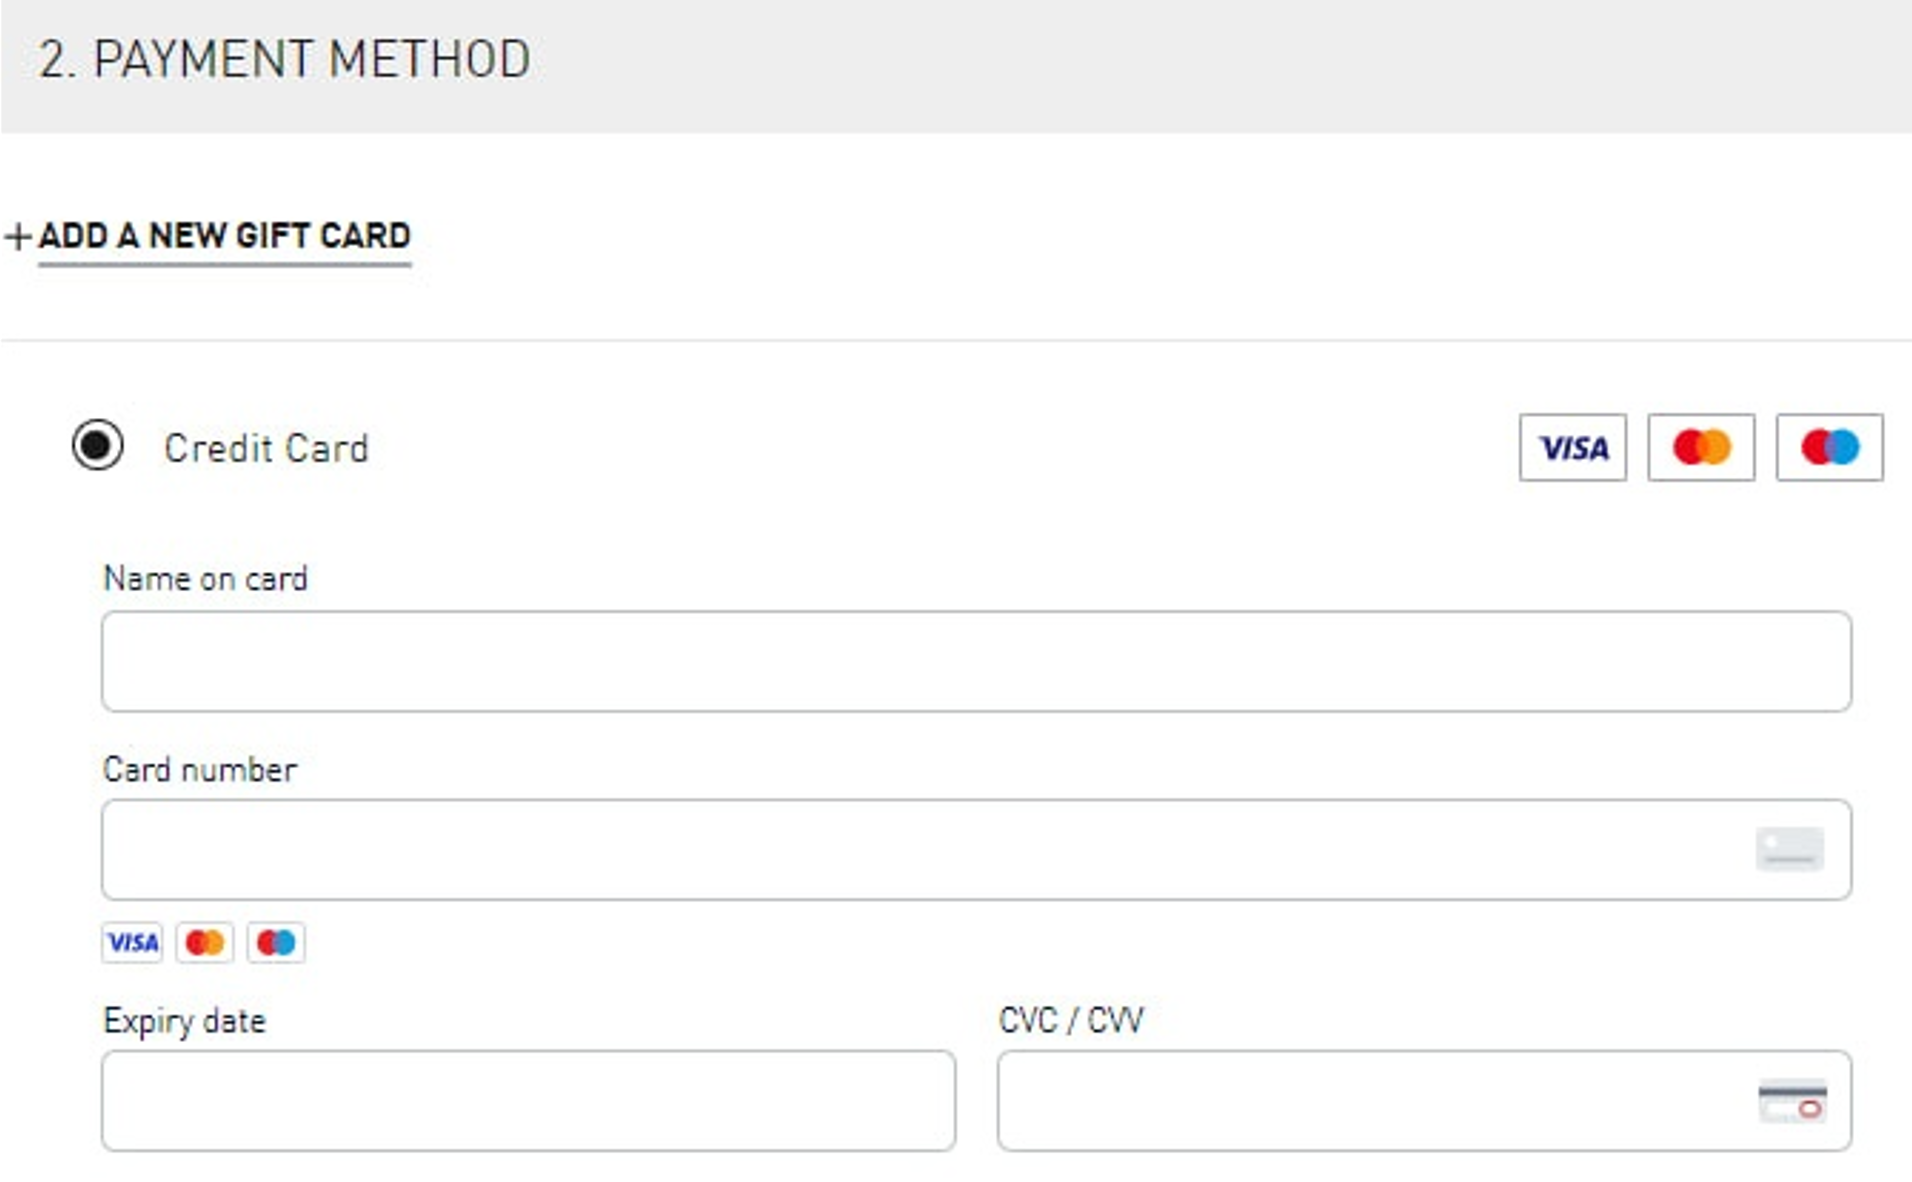 2. PAYMENT METHOD
+ADD A NEW GIFT CARD
Credit Card VISA
Name on card
Card number
VISA
Expiry date CVC / CVV